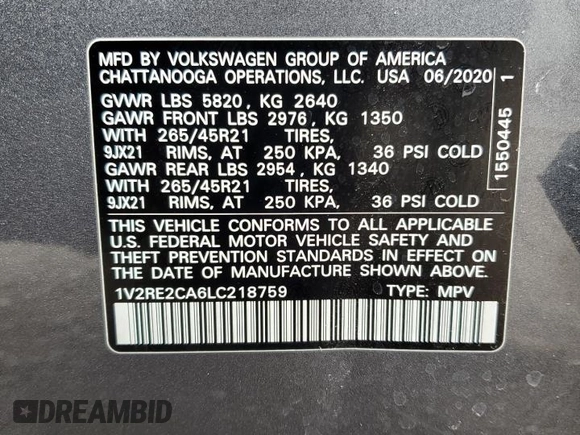 MFD BY VOLKSWAGEN GROUP OF AMERICA
CHATTANOOGA OPERATIONS, LLC. USA 06/2020
GVWR LBS 5820, KG 2640
GAWR FRONT LBS 2976, KG 1350
WITH 265/45R21 TIRES,
9JX21 RIMS, AT 250 KPA, 36 PSI COLD
GAWR REAR LBS 2954, KG 1340
WITH 265/45R21 TIRES,
9JX21 RIMS, AT 250 KPA, 36 PSI COLD
THIS VEHICLE CONFORMS TO ALL APPLICABLE
U.S. FEDERAL MOTOR VEHICLE SAFETY AND
THEFT PREVENTION STANDARDS IN EFFECT ON
THE DATE OF MANUFACTURE SHOWN ABOVE.
1V2RE2CA6LC218759 TYPE: MPV
1550445 1
DREAMBID